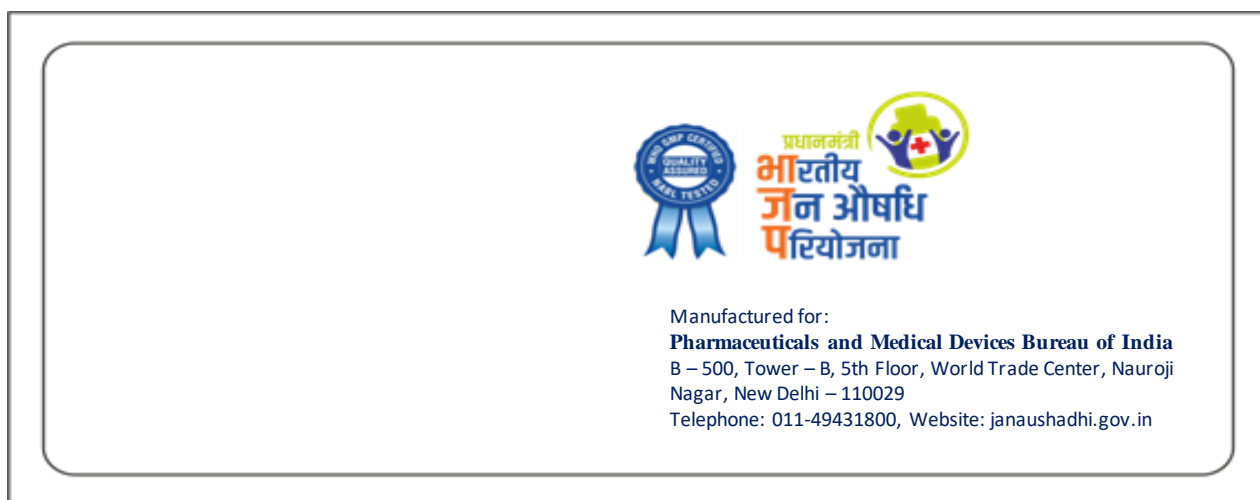 WHO GMP CERTIFIED
QUALITY
ASSURED
NABL TESTED
प्रधानमंत्री
भारतीय
जन औषधि
परियोजना
Manufactured for:
Pharmaceuticals and Medical Devices Bureau of India
B – 500, Tower – B, 5th Floor, World Trade Center, Nauroji
Nagar, New Delhi – 110029
Telephone: 011-49431800, Website: janaushadhi.gov.in